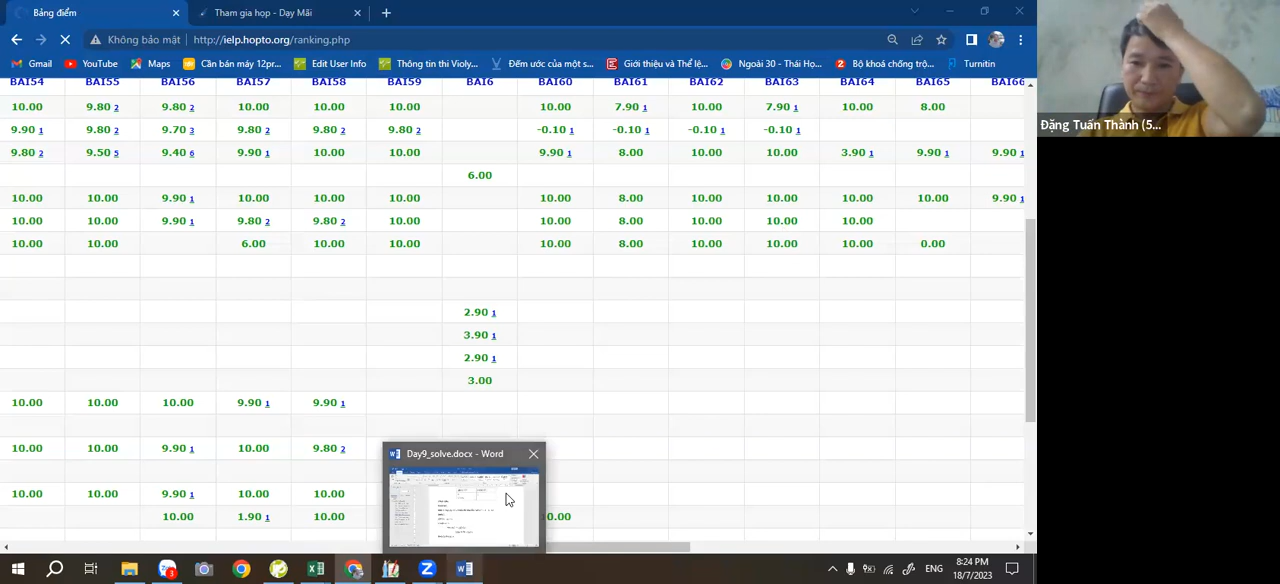 Bảng điểm
Tham gia họp - Dạy Mãi
Không bảo mật
http://ielp.hopto.org/ranking.php
Gmail YouTube Maps Cần bán máy 12pr... Edit User Info Thông tin thi Violy... Đếm ước của một s... Giới thiệu và Thể lệ... Ngoài 30 - Thái Họ... Bộ khoá chống trộ... Turnitin
BAI54 BAI55 BAI56 BAI57 BAI58 BAI59 BAI6 BAI60 BAI61 BAI62 BAI63 BAI64 BAI65 BAI66
10.00 9.80 2 9.80 2 10.00 10.00 10.00 10.00 7.90 1 10.00 7.90 1 10.00 8.00
9.90 1 9.80 2 9.70 3 9.80 2 9.80 2 9.80 2 -0.10 1 -0.10 1 -0.10 1 -0.10 1
9.80 2 9.50 5 9.40 6 9.90 1 10.00 10.00 9.90 1 8.00 10.00 10.00 3.90 1 9.90 1 9.90 1
6.00
10.00 10.00 9.90 1 10.00 10.00 10.00 10.00 8.00 10.00 10.00 10.00 10.00 9.90 1
10.00 10.00 9.90 1 9.80 2 9.80 2 10.00 10.00 8.00 10.00 10.00 10.00
10.00 10.00 6.00 10.00 10.00 10.00 8.00 10.00 10.00 10.00 0.00
2.90 1
3.90 1
2.90 1
3.00
10.00 10.00 10.00 9.90 1 9.90 1
10.00 10.00 9.90 1 10.00 9.80 2
10.00 10.00 9.90 1 10.00 10.00
10.00 1.90 1 10.00
Day9_solve.docx - Word
Đặng Tuấn Thành (5...
3
ENG
8:24 PM
18/7/2023